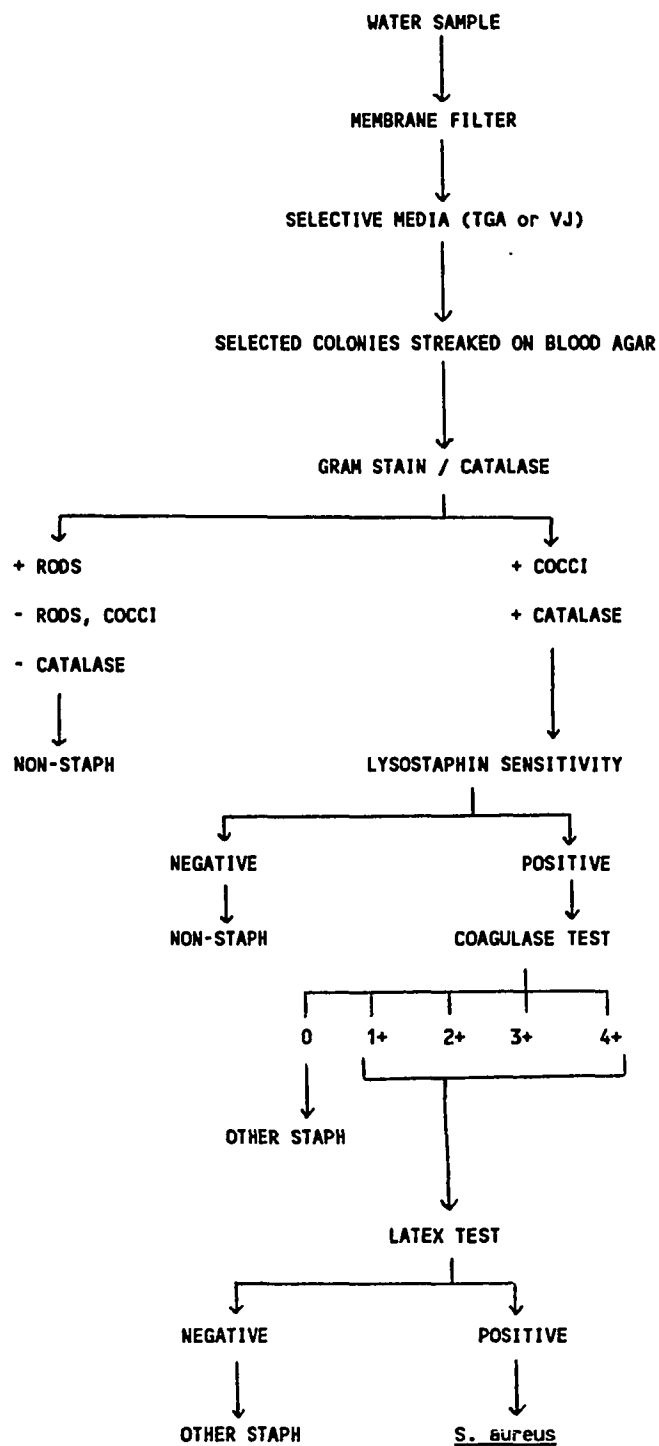 WATER SAMPLE
MEMBRANE FILTER
SELECTIVE MEDIA (TGA or VJ)
SELECTED COLONIES STREAKED ON BLOOD AGAR
GRAM STAIN / CATALASE
+ RODS
+ COCCI
- RODS, COCCI
+ CATALASE
- CATALASE
NON-STAPH
LYSOSTAPHIN SENSITIVITY
NEGATIVE
POSITIVE
NON-STAPH
COAGULASE TEST
0 1+ 2+ 3+ 4+
OTHER STAPH
LATEX TEST
NEGATIVE
POSITIVE
OTHER STAPH
S. aureus